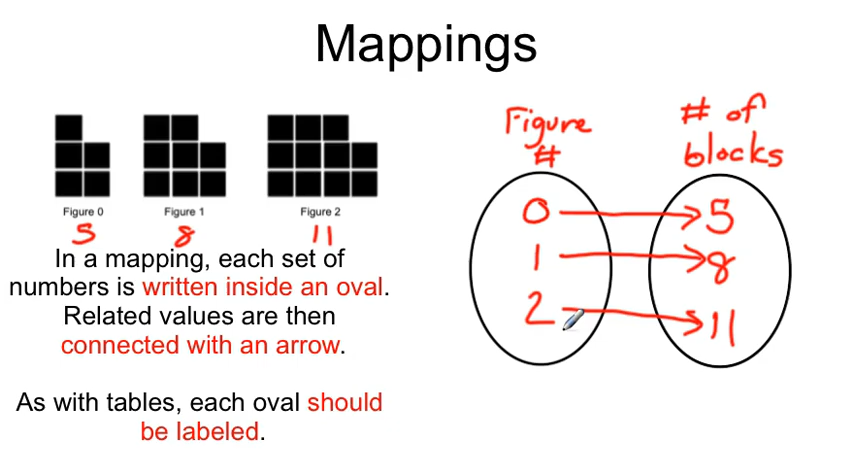 Mappings
Figure 0
Figure 1
Figure 2
5
8
11
In a mapping, each set of
numbers is written inside an oval.
Related values are then
connected with an arrow.
As with tables, each oval should
be labeled.
Figure
#
# of
blocks
0
5
1
8
2
11